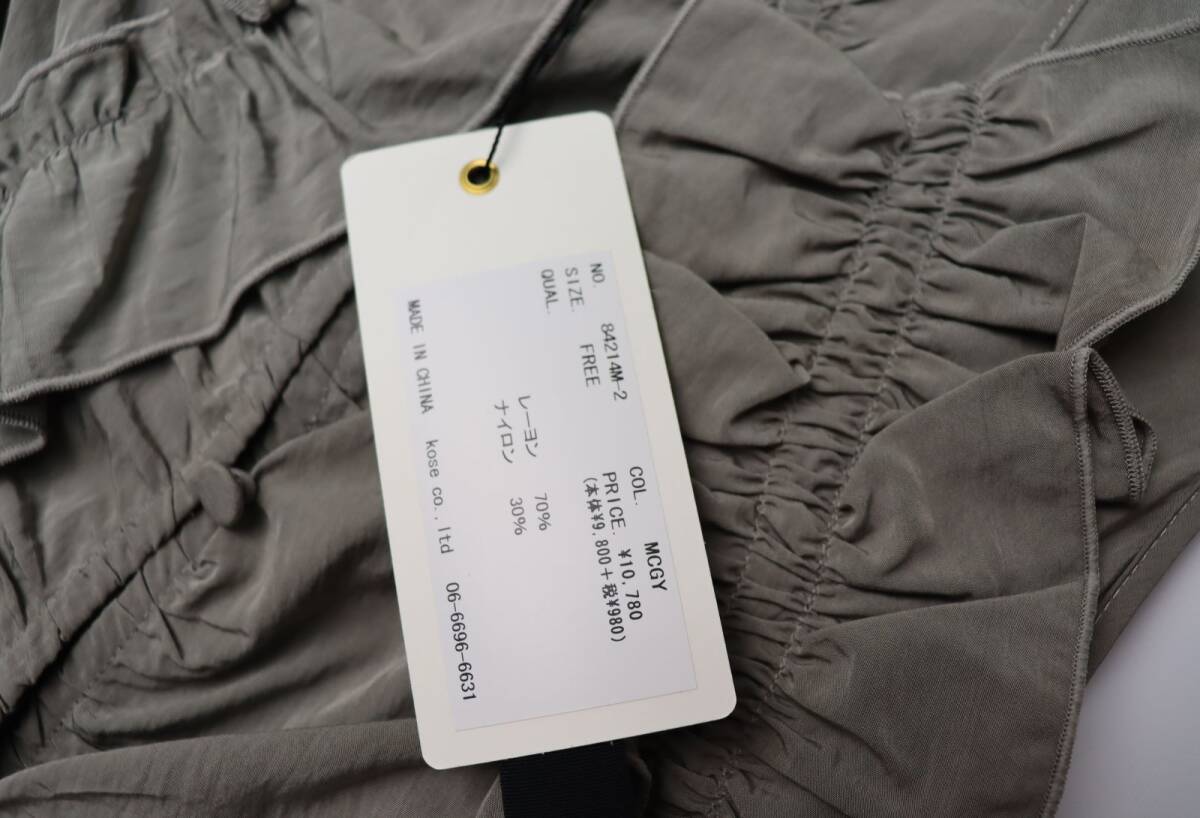 NO. 84214M-2 COL. MCGY
SIZE. FREE PRICE. ¥10,780
QUAL. (本体¥9,800+税¥980)
レーヨン 70%
ナイロン 30%
MADE IN CHINA kose co.,ltd 06-6696-6631